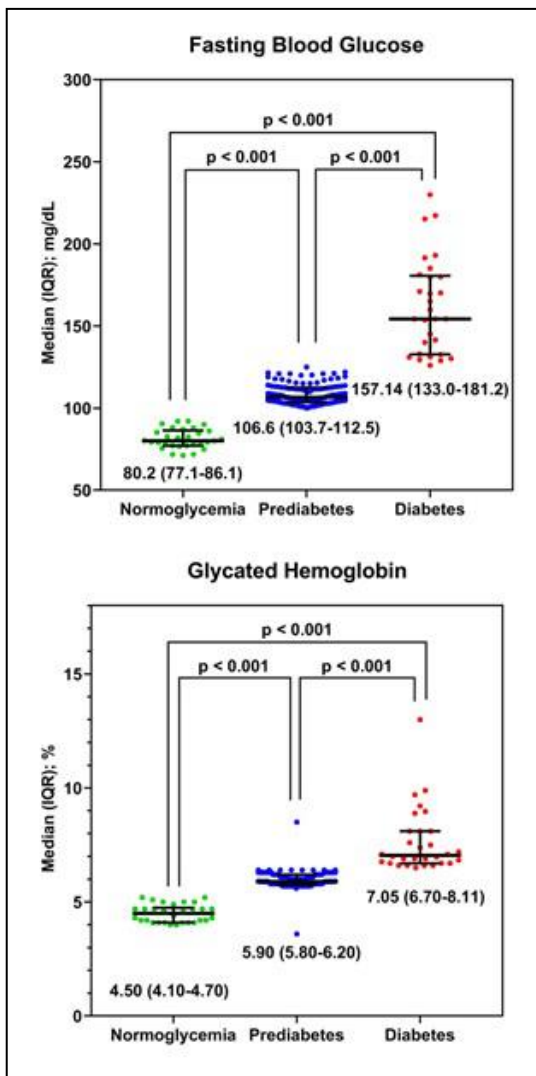 Fasting Blood Glucose
300
p < 0.001
250
p < 0.001 p < 0.001
200
Median (IQR); mg/dL
150
157.14 (133.0-181.2)
100
106.6 (103.7-112.5)
80.2 (77.1-86.1)
50
Normoglycemia Prediabetes Diabetes
Glycated Hemoglobin
p < 0.001
15
p < 0.001 p < 0.001
Median (IQR); %
10
5
7.05 (6.70-8.11)
5.90 (5.80-6.20)
4.50 (4.10-4.70)
0
Normoglycemia Prediabetes Diabetes